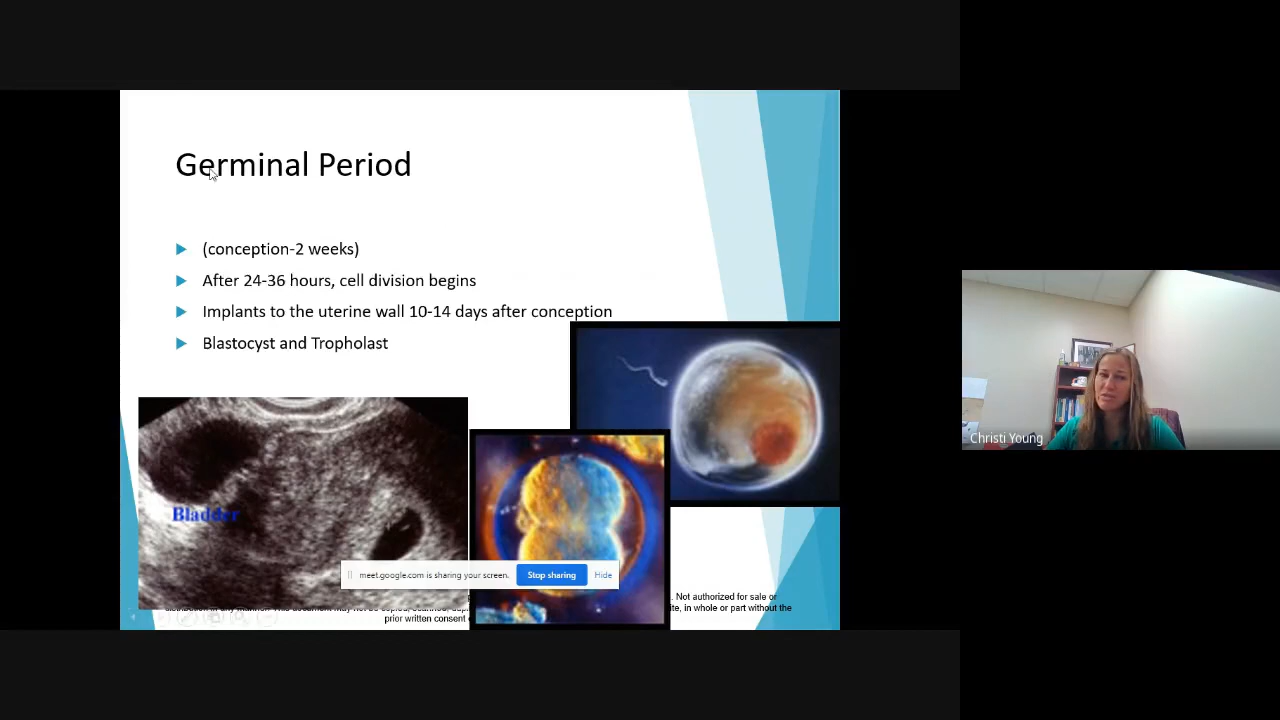 Germinal Period
(conception-2 weeks)
After 24-36 hours, cell division begins
Implants to the uterine wall 10-14 days after conception
Blastocyst and Tropholast
Bladder
Christi Young
meet.google.com is sharing your screen. Stop sharing Hide
. Not authorized for sale or
in whole or part without the
prior written consent